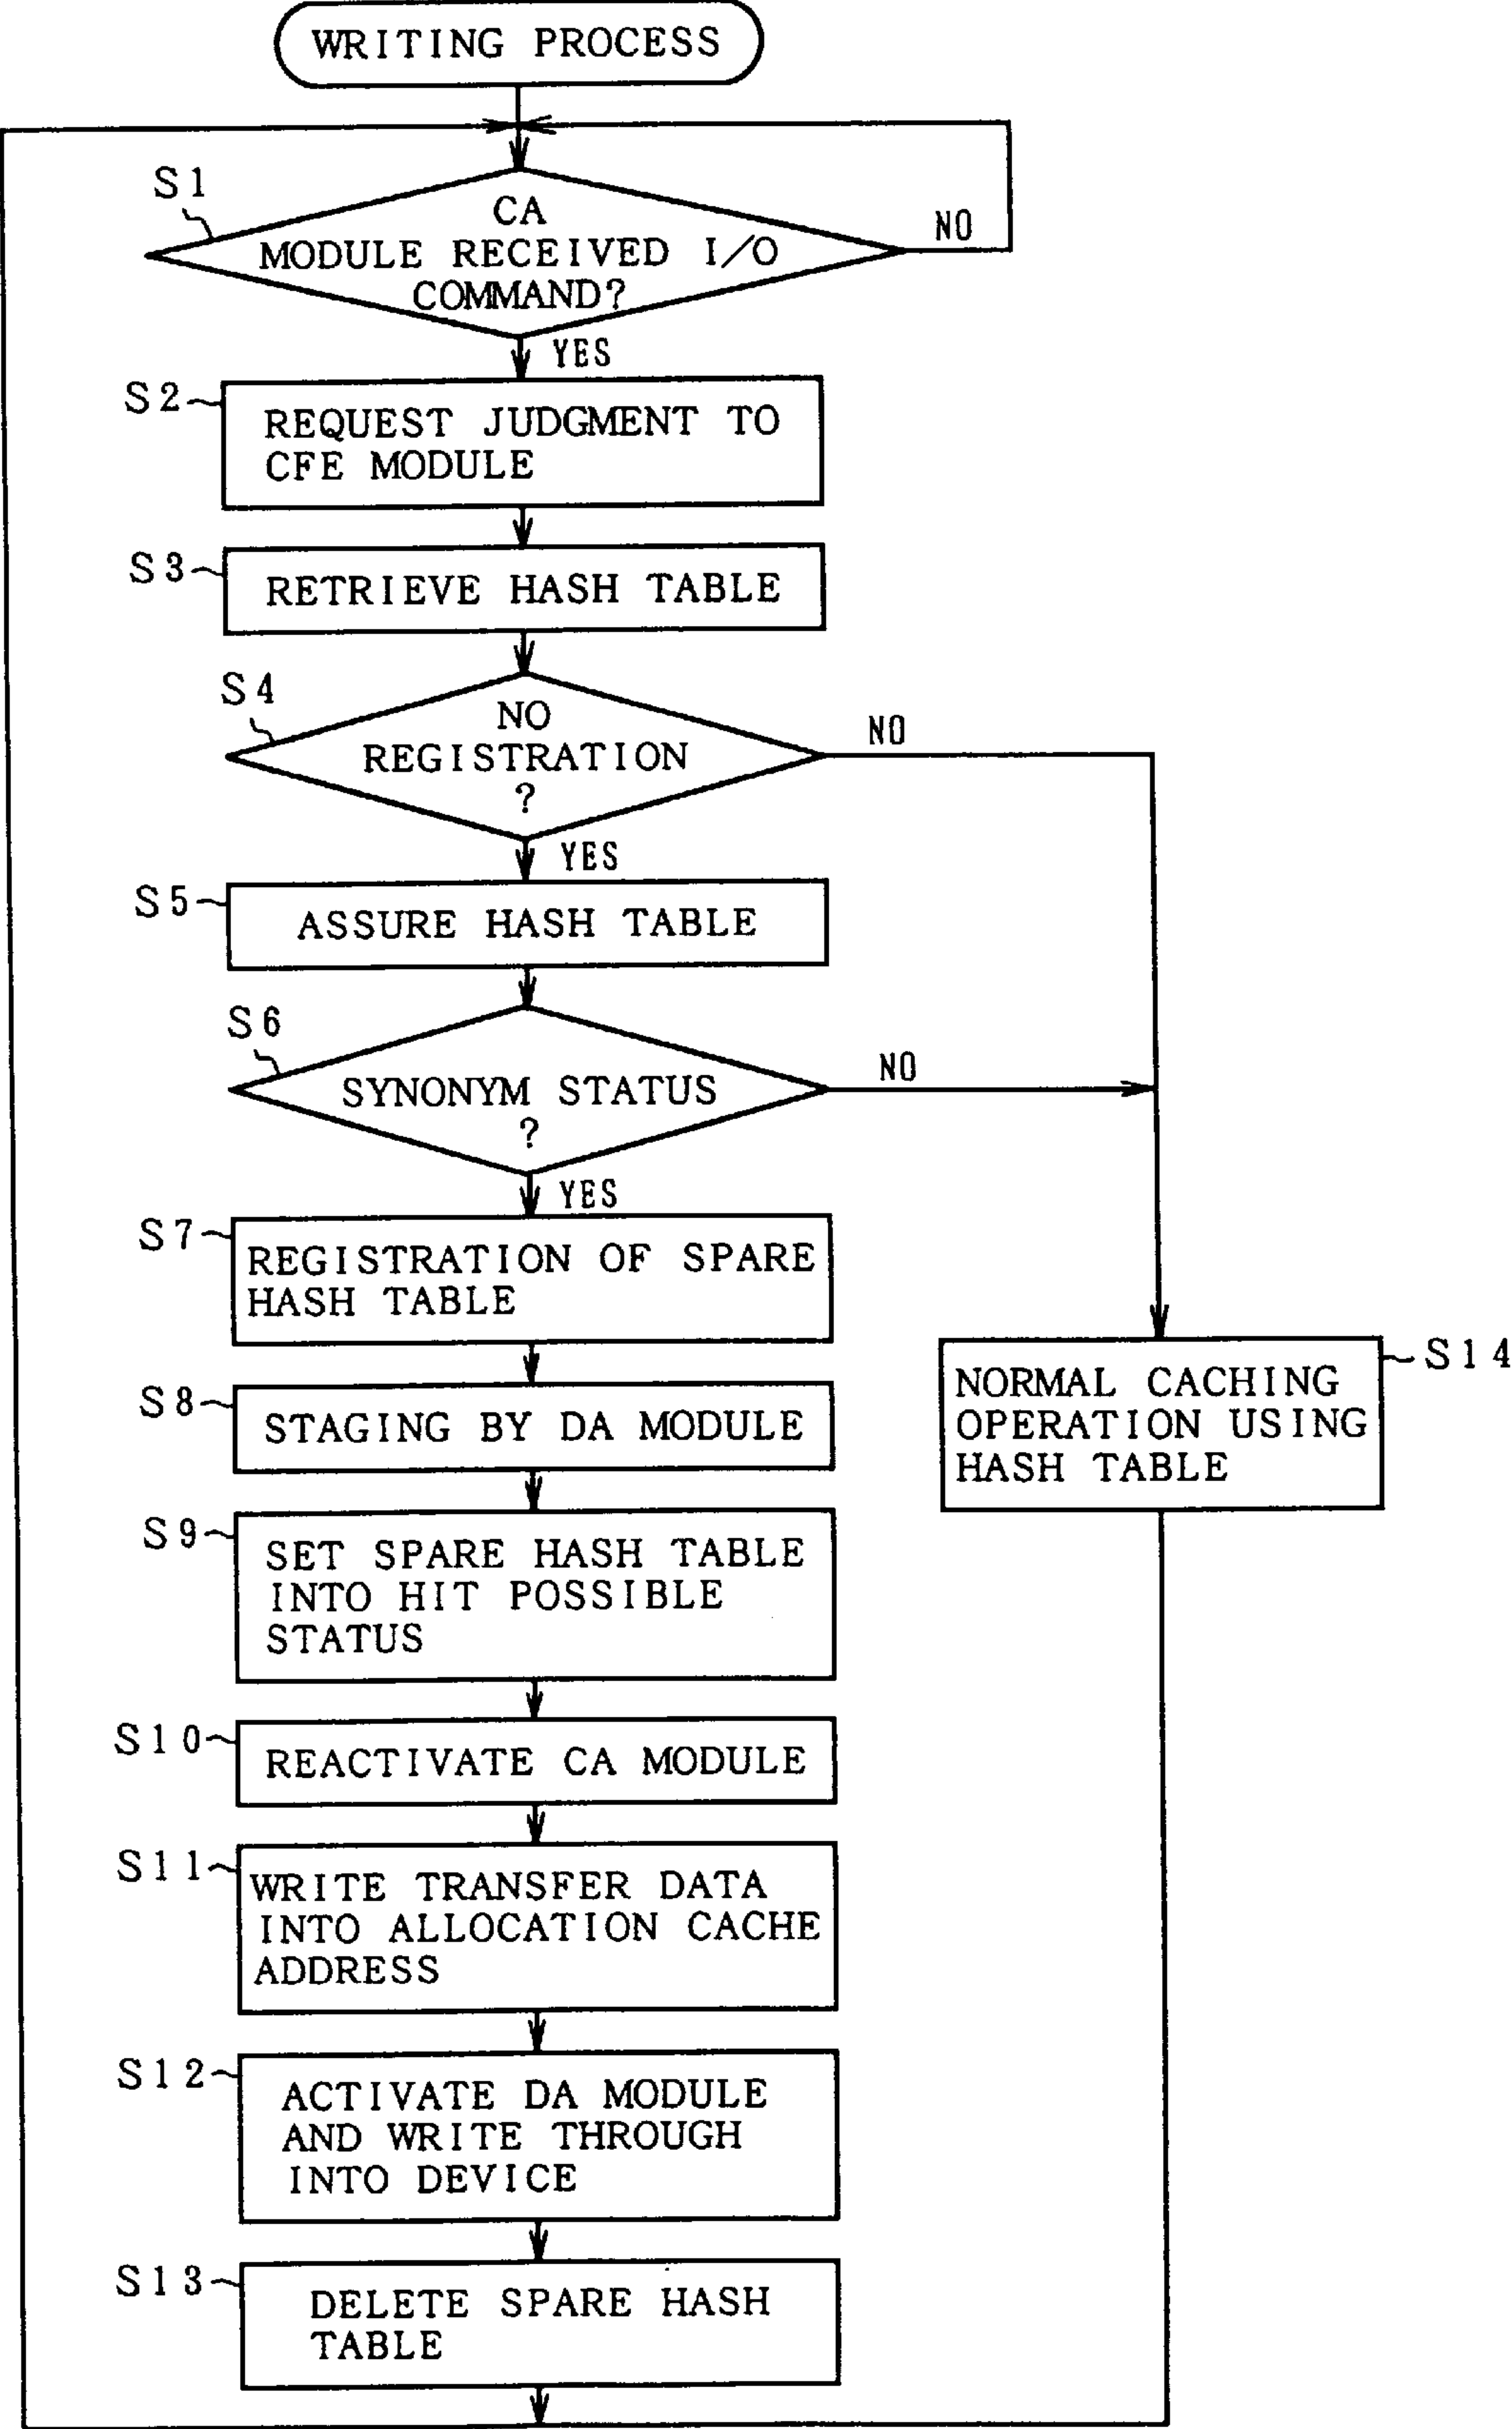 WRITING PROCESS
S1
CA
MODULE RECEIVED I/O
COMMAND?
NO
YES
S2
REQUEST JUDGMENT TO
CFE MODULE
S3
RETRIEVE HASH TABLE
S4
NO
REGISTRATION
?
NO
YES
S5
ASSURE HASH TABLE
S6
SYNONYM STATUS
?
NO
YES
S7
REGISTRATION OF SPARE
HASH TABLE
S8
STAGING BY DA MODULE
S14
NORMAL CACHING
OPERATION USING
HASH TABLE
S9
SET SPARE HASH TABLE
INTO HIT POSSIBLE
STATUS
S10
REACTIVATE CA MODULE
S11
WRITE TRANSFER DATA
INTO ALLOCATION CACHE
ADDRESS
S12
ACTIVATE DA MODULE
AND WRITE THROUGH
INTO DEVICE
S13
DELETE SPARE HASH
TABLE